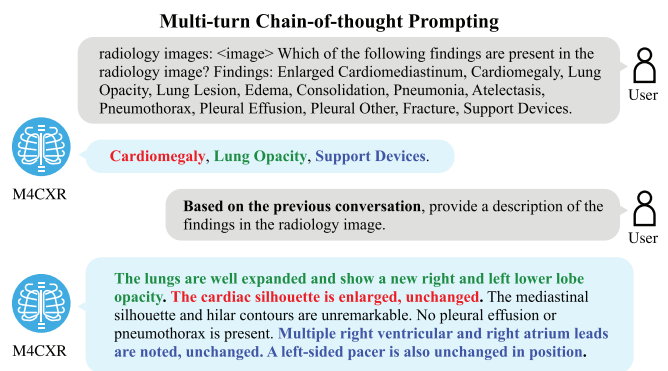 Multi-turn Chain-of-thought Prompting
radiology images: <image> Which of the following findings are present in the
radiology image? Findings: Enlarged Cardiomediastinum, Cardiomegaly, Lung
Opacity, Lung Lesion, Edema, Consolidation, Pneumonia, Atelectasis,
Pneumothorax, Pleural Effusion, Pleural Other, Fracture, Support Devices.
User
Cardiomegaly, Lung Opacity, Support Devices.
M4CXR
Based on the previous conversation, provide a description of the
findings in the radiology image.
User
The lungs are well expanded and show a new right and left lower lobe
opacity. The cardiac silhouette is enlarged, unchanged. The mediastinal
silhouette and hilar contours are unremarkable. No pleural effusion or
pneumothorax is present. Multiple right ventricular and right atrium leads
are noted, unchanged. A left-sided pacer is also unchanged in position.
M4CXR